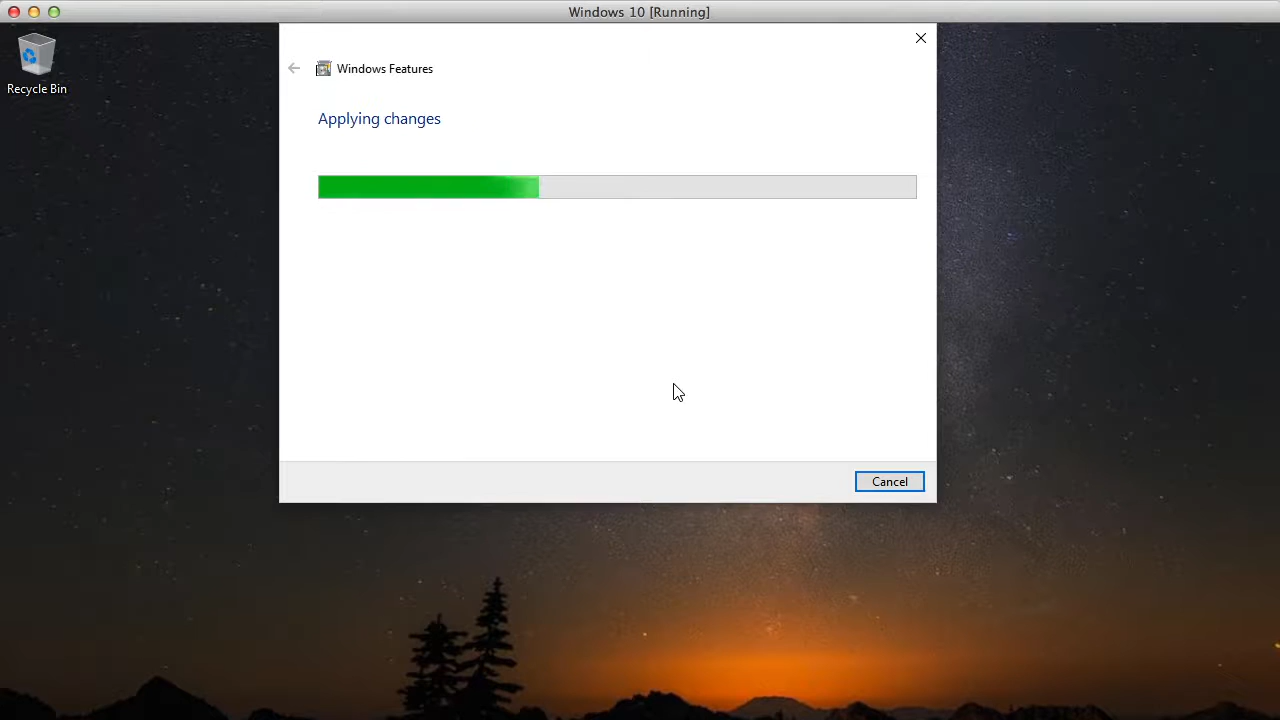 Windows 10 [Running]
Recycle Bin
Windows Features
Applying changes
Cancel